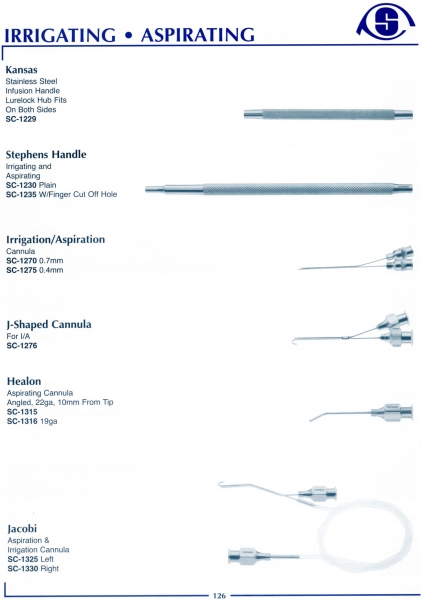 IRRIGATING • ASPIRATING
S
Kansas
Stainless Steel
Infusion Handle
Lurelock Hub Fits
On Both Sides
SC-1229
Stephens Handle
Irrigating and
Aspirating
SC-1230 Plain
SC-1235 W/Finger Cut Off Hole
Irrigation/Aspiration
Cannula
SC-1270 0.7mm
SC-1275 0.4mm
J-Shaped Cannula
For I/A
SC-1276
Healon
Aspirating Cannula
Angled, 22ga, 10mm From Tip
SC-1315
SC-1316 19ga
Jacobi
Aspiration &
Irrigation Cannula
SC-1325 Left
SC-1330 Right
126